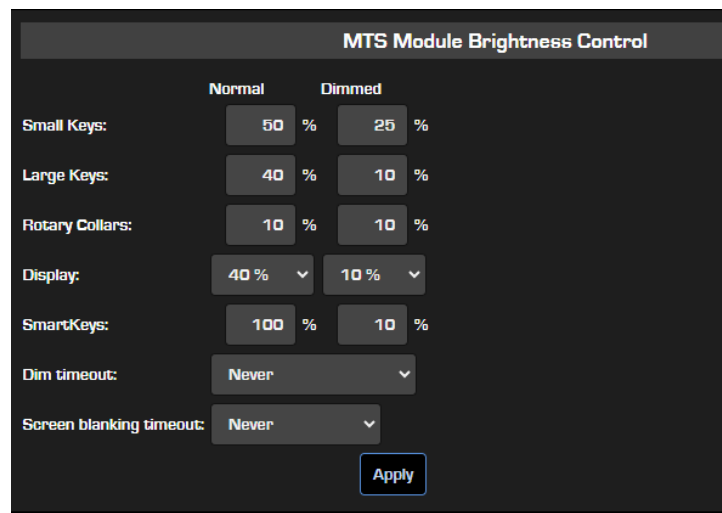 MTS Module Brightness Control
Normal Dimmed
Small Keys: 50 % 25 %
Large Keys: 40 % 10 %
Rotary Collars: 10 % 10 %
Display: 40 % 10 %
SmartKeys: 100 % 10 %
Dim timeout: Never
Screen blanking timeout: Never
Apply